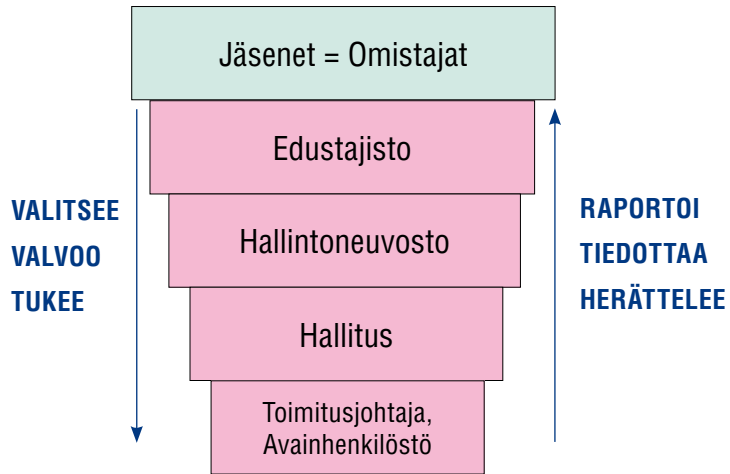 Jäsenet = Omistajat
Edustajisto
VALITSEE
VALVOO
TUKEE
Hallintoneuvosto
RAPORTOI
TIEDOTTAA
HERÄTTELEE
Hallitus
Toimitusjohtaja,
Avainhenkilöstö